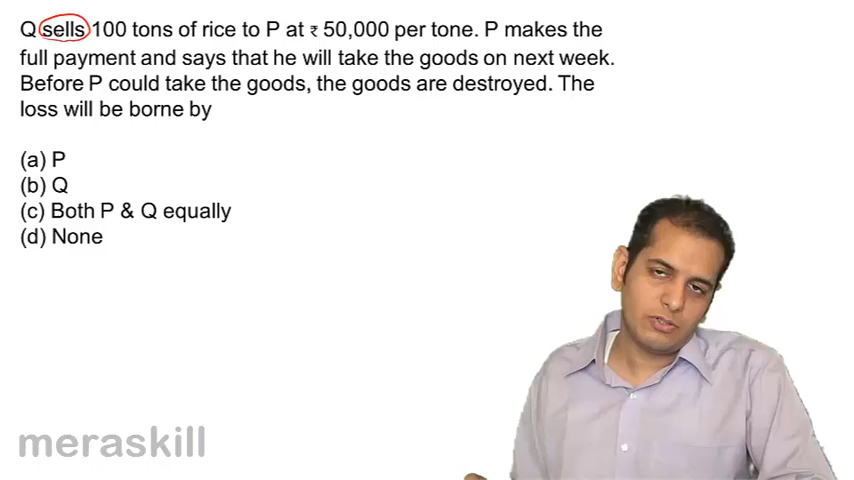 Q sells 100 tons of rice to P at ₹ 50,000 per tone. P makes the
full payment and says that he will take the goods on next week.
Before P could take the goods, the goods are destroyed. The
loss will be borne by
(a) P
(b) Q
(c) Both P & Q equally
(d) None
meraskill